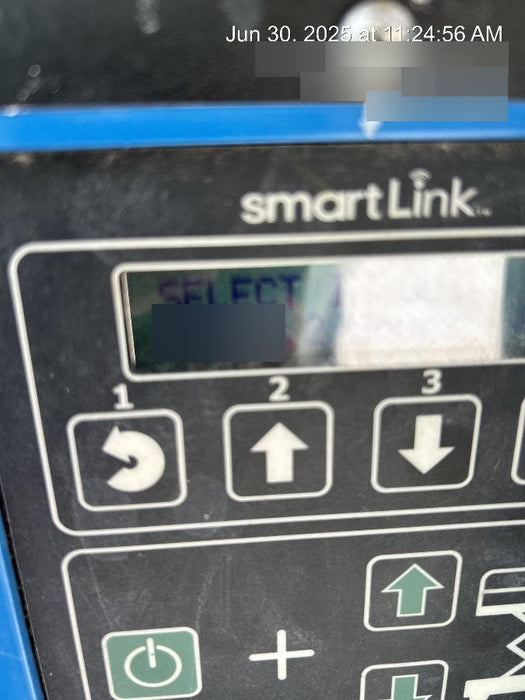 Jun 30. 2025 at 11:24:56 AM
smartLink
SELECT
1 2 3